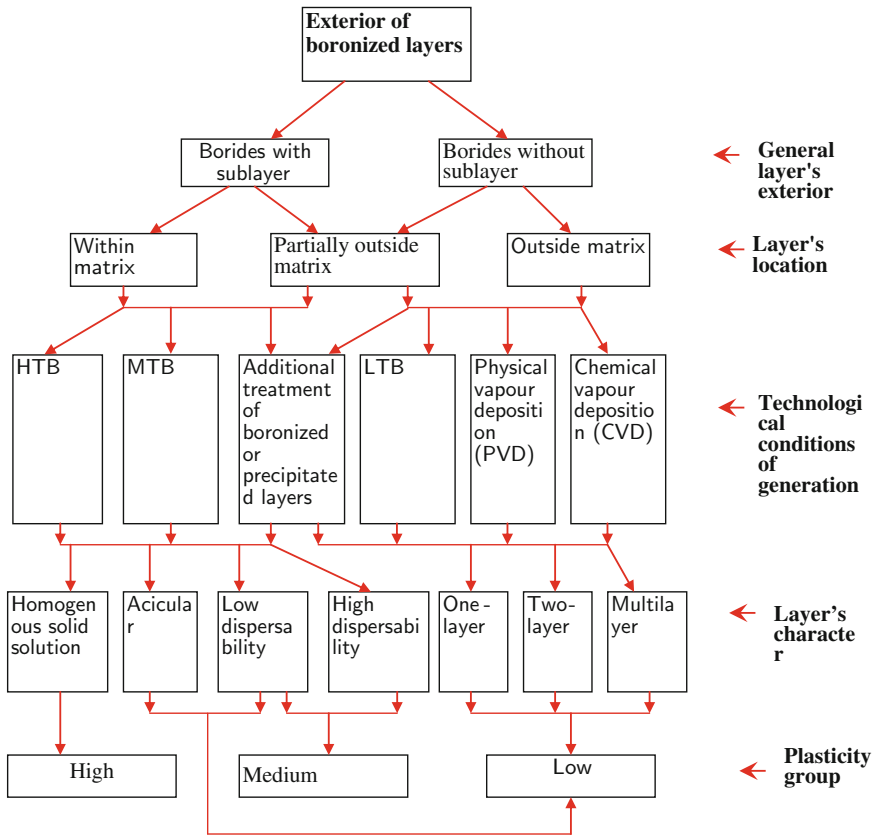 Exterior of
boronized layers
Borides with
sublayer
Borides without
sublayer
General
layer's
exterior
Within
matrix
Partially outside
matrix
Outside matrix
Layer's
location
HTB
MTB
Additional
treatment
of
boronized
or
precipitate
d layers
LTB
Physical
vapour
depositi
on
(PVD)
Chemical
vapour
depositio
n (CVD)
Technologi
cal
conditions
of
generation
Homogen
ous solid
solution
Acicula
r
Low
dispersa
bility
High
dispersabi
lity
One-
layer
Two-
layer
Multila
yer
Layer's
characte
r
High
Medium
Low
Plasticity
group